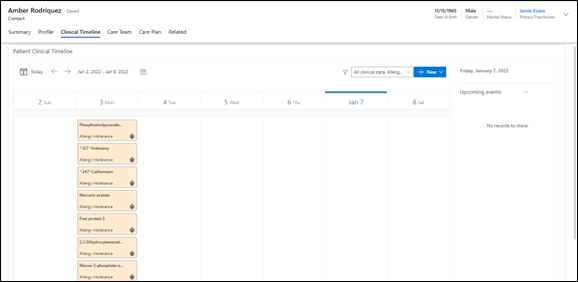 Amber Rodriquez - Saved
Contact
11/15/1965
Date of Birth
Male
Gender
---
Marital Status
Jamie Evans
Primary Practitioner
Summary Profile Clinical Timeline Care Team Care Plan Related
Patient Clinical Timeline
Today Jan 2, 2022 - Jan 8, 2022
All clinical data, Allerg...
+ New
Friday, January 7, 2022
Upcoming events
No records to show.
2 Sun 3 Mon 4 Tue 5 Wed 6 Thu Jan 7 8 Sat
Allergy/Intolerance
^127^Antimony
Allergy/Intolerance
^247^Californium
Allergy/Intolerance
Mercuric acetate
Allergy/Intolerance
Free protein S
Allergy/Intolerance
2,3-Dihydroxybenzoat...
Allergy/Intolerance
Ribose-5-phosphate is...
Allergy/Intolerance